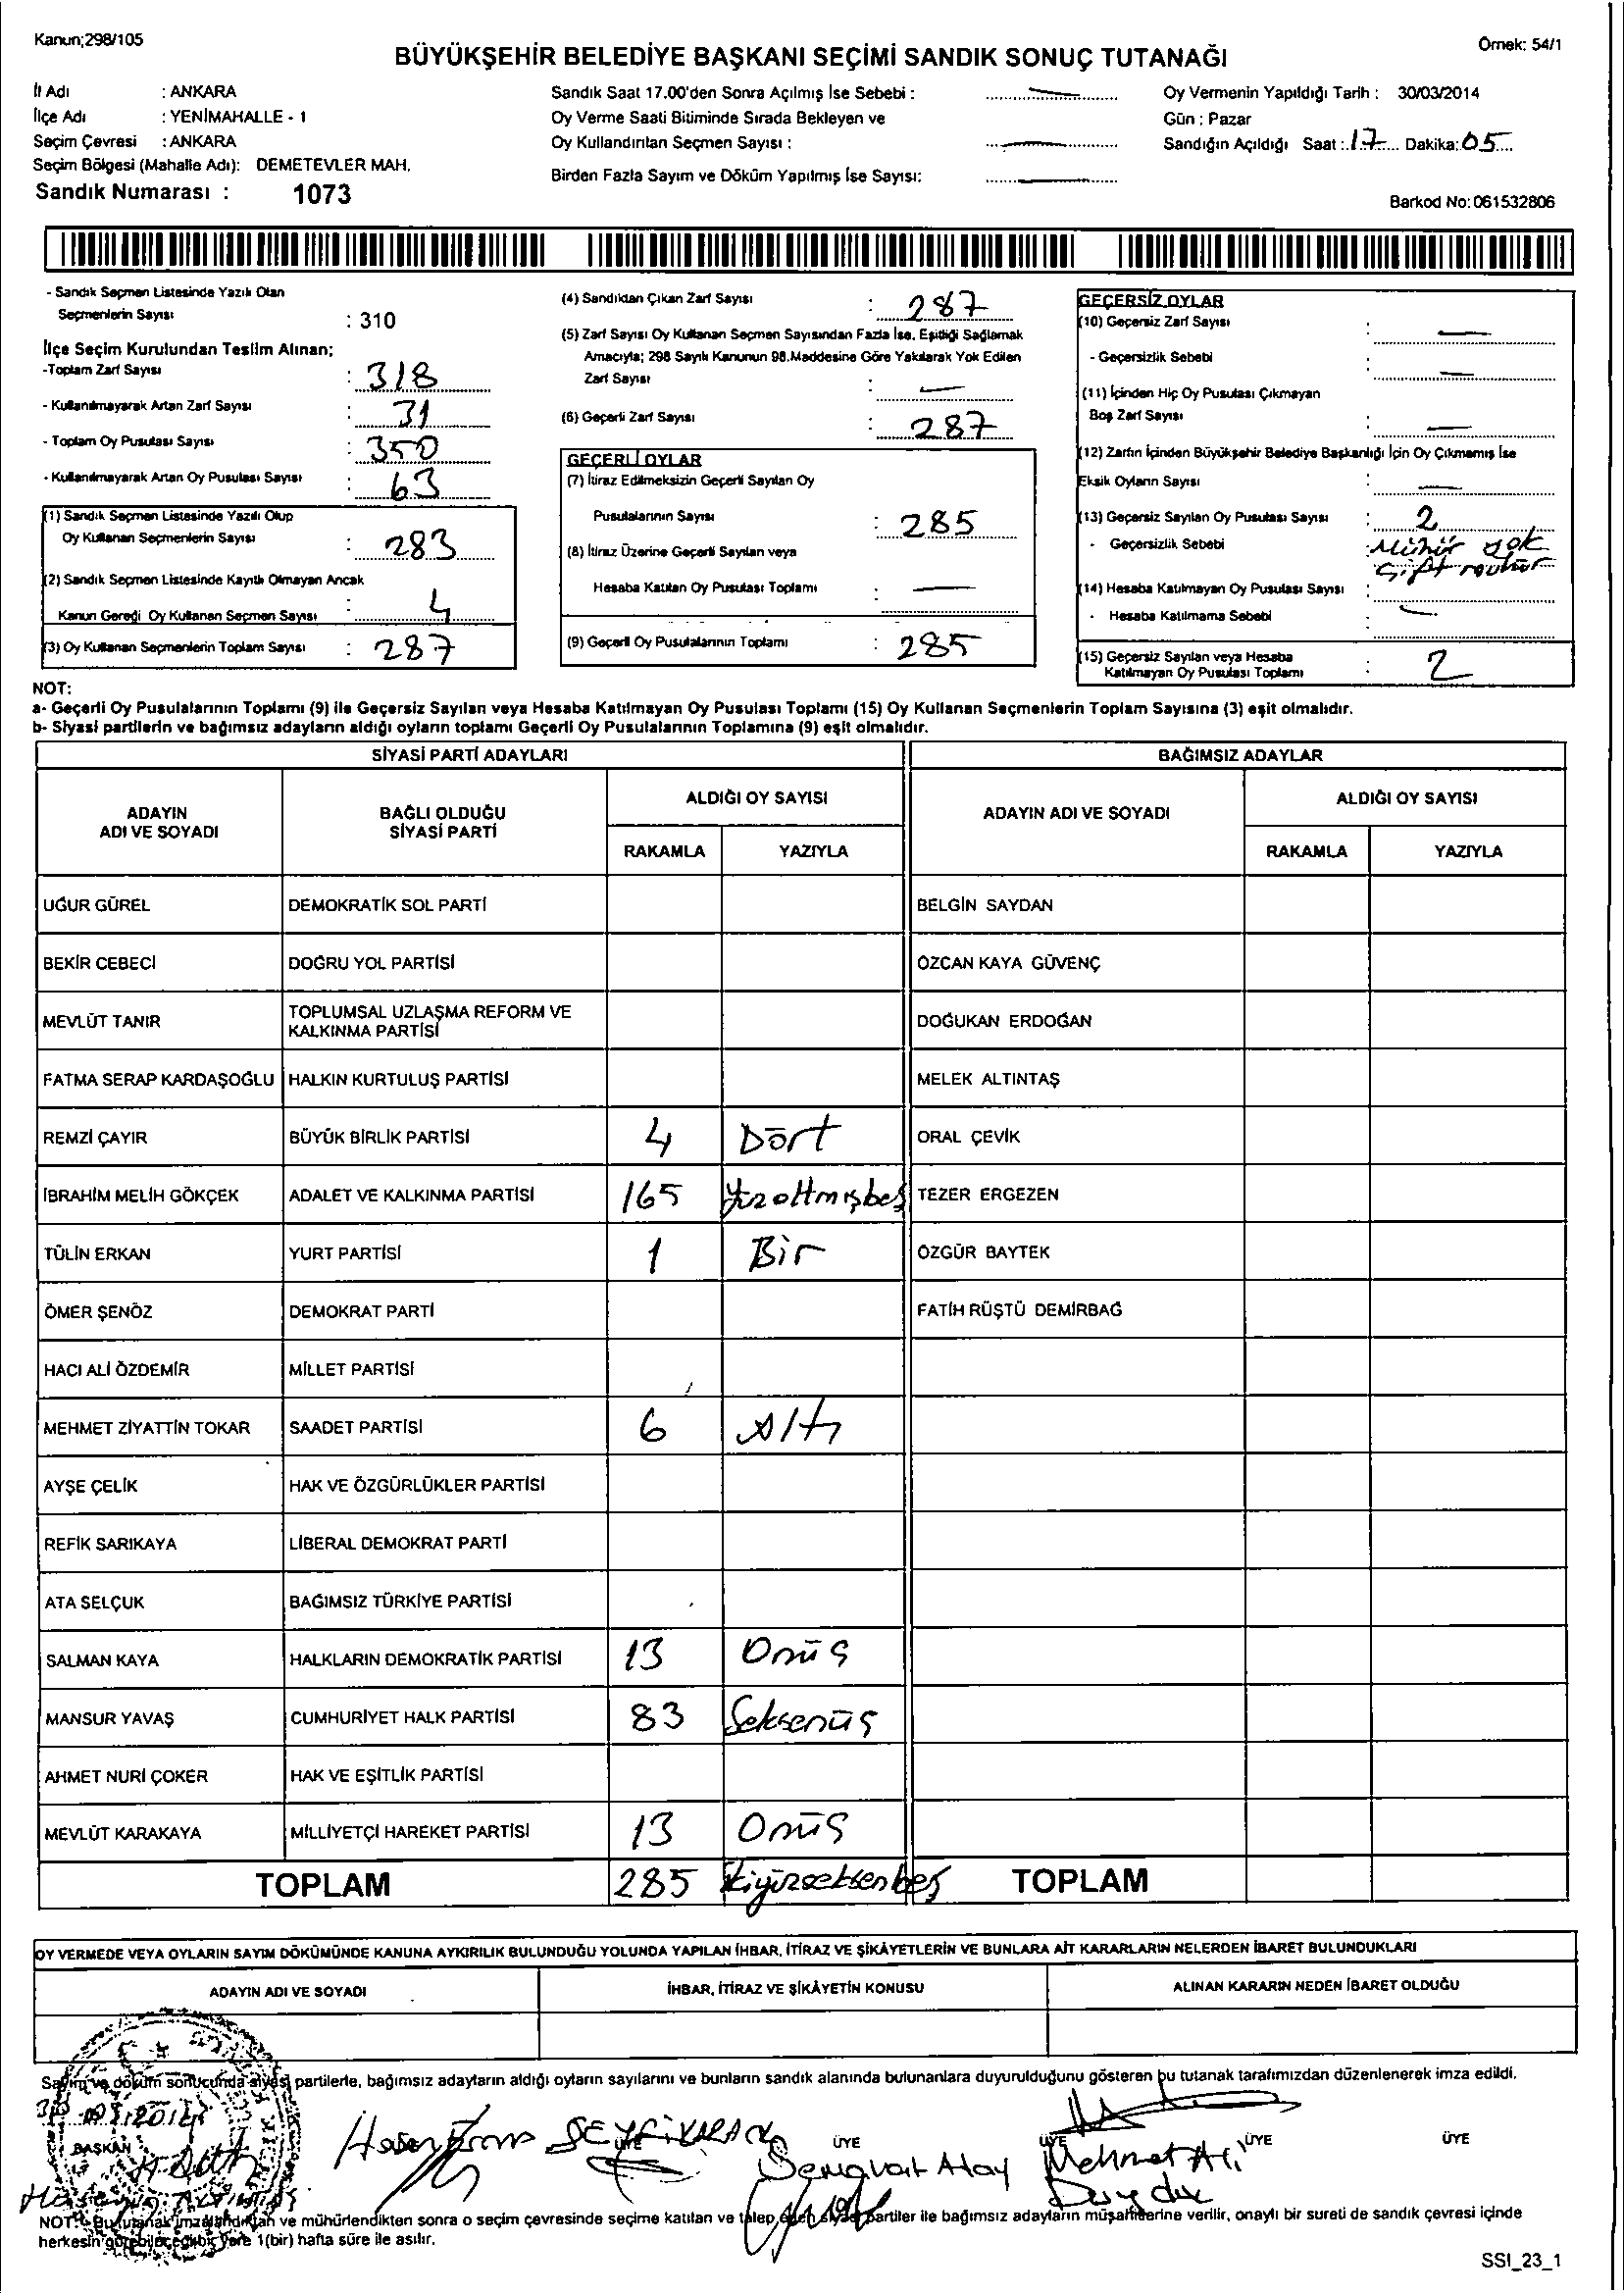 Kanun;298/105
Örnek: 54/1
BÜYÜKŞEHİR BELEDİYE BAŞKANI SEÇİMİ SANDIK SONUÇ TUTANAĞI
İl Adı : ANKARA
İlçe Adı : YENİMAHALLE - 1
Seçim Çevresi : ANKARA
Seçim Bölgesi (Mahalle Adı): DEMETEVLER MAH.
Sandık Numarası : 1073
Sandık Saat 17.00'den Sonra Açılmış İse Sebebi : —
Oy Verme Saati Bitiminde Sırada Bekleyen ve
Oy Kullandırılan Seçmen Sayısı : —
Birden Fazla Sayım ve Döküm Yapılmış İse Sayısı: —
Oy Vermenin Yapıldığı Tarih : 30/03/2014
Gün : Pazar
Sandığın Açıldığı Saat : 17 Dakika: 05
Barkod No: 061532806
- Sandık Seçmen Listesinde Yazılı Olan
Seçmenlerin Sayısı : 310
İlçe Seçim Kurulundan Teslim Alınan;
-Toplam Zarf Sayısı : 318
- Kullanılmayarak Artan Zarf Sayısı : 31
- Toplam Oy Pusulası Sayısı : 350
- Kullanılmayarak Artan Oy Pusulası Sayısı : 63
(1) Sandık Seçmen Listesinde Yazılı Olup
Oy Kullanan Seçmenlerin Sayısı : 283
(2) Sandık Seçmen Listesinde Kayıtlı Olmayan Ancak
Kanun Gereği Oy Kullanan Seçmen Sayısı : 4
(3) Oy Kullanan Seçmenlerin Toplam Sayısı : 287
(4) Sandıktan Çıkan Zarf Sayısı : 287
(5) Zarf Sayısı Oy Kullanan Seçmen Sayısından Fazla İse, Eşitliği Sağlamak
Amacıyla; 298 Sayılı Kanunun 98.Maddesine Göre Yakılarak Yok Edilen
Zarf Sayısı : —
(6) Geçerli Zarf Sayısı : 287
GEÇERLİ OYLAR
(7) İtiraz Edilmeksizin Geçerli Sayılan Oy
Pusulalarının Sayısı : 285
(8) İtiraz Üzerine Geçerli Sayılan veya
Hesaba Katılan Oy Pusulası Toplamı : —
(9) Geçerli Oy Pusulalarının Toplamı : 285
GEÇERSİZ OYLAR
(10) Geçersiz Zarf Sayısı : —
- Geçersizlik Sebebi : —
(11) İçinden Hiç Oy Pusulası Çıkmayan
Boş Zarf Sayısı : —
(12) Zarfın İçinden Büyükşehir Belediye Başkanlığı İçin Oy Çıkmamış İse
Eksik Oyların Sayısı : —
(13) Geçersiz Sayılan Oy Pusulası Sayısı : 2
- Geçersizlik Sebebi : Mühür yok
Çift mühür
(14) Hesaba Katılmayan Oy Pusulası Sayısı :
- Hesaba Katılmama Sebebi : —
(15) Geçersiz Sayılan veya Hesaba
Katılmayan Oy Pusulası Toplamı : 2
NOT:
a- Geçerli Oy Pusulalarının Toplamı (9) ile Geçersiz Sayılan veya Hesaba Katılmayan Oy Pusulası Toplamı (15) Oy Kullanan Seçmenlerin Toplam Sayısına (3) eşit olmalıdır.
b- Siyasi partilerin ve bağımsız adayların aldığı oyların toplamı Geçerli Oy Pusulalarının Toplamına (9) eşit olmalıdır.
SİYASİ PARTİ ADAYLARI BAĞIMSIZ ADAYLAR
ADAYIN
ADI VE SOYADI
BAĞLI OLDUĞU
SİYASİ PARTİ
ALDIĞI OY SAYISI
RAKAMLA YAZIYLA
ADAYIN ADI VE SOYADI
ALDIĞI OY SAYISI
RAKAMLA YAZIYLA
UĞUR GÜREL DEMOKRATİK SOL PARTİ BELGİN SAYDAN
BEKİR CEBECİ DOĞRU YOL PARTİSİ ÖZCAN KAYA GÜVENÇ
MEVLÜT TANIR TOPLUMSAL UZLAŞMA REFORM VE
KALKINMA PARTİSİ DOĞUKAN ERDOĞAN
FATMA SERAP KARDAŞOĞLU HALKIN KURTULUŞ PARTİSİ MELEK ALTINTAŞ
REMZİ ÇAYIR BÜYÜK BİRLİK PARTİSİ 4 Dört ORAL ÇEVİK
İBRAHİM MELİH GÖKÇEK ADALET VE KALKINMA PARTİSİ 165 Yüzaltmışbeş TEZER ERGEZEN
TÜLİN ERKAN YURT PARTİSİ 1 Bir ÖZGÜR BAYTEK
ÖMER ŞENÖZ DEMOKRAT PARTİ FATİH RÜŞTÜ DEMİRBAĞ
HACI ALİ ÖZDEMİR MİLLET PARTİSİ
MEHMET ZİYATTİN TOKAR SAADET PARTİSİ 6 Altı
AYŞE ÇELİK HAK VE ÖZGÜRLÜKLER PARTİSİ
REFİK SARIKAYA LİBERAL DEMOKRAT PARTİ
ATA SELÇUK BAĞIMSIZ TÜRKİYE PARTİSİ
SALMAN KAYA HALKLARIN DEMOKRATİK PARTİSİ 13 Onüç
MANSUR YAVAŞ CUMHURİYET HALK PARTİSİ 83 Seksenüç
AHMET NURİ ÇOKER HAK VE EŞİTLİK PARTİSİ
MEVLÜT KARAKAYA MİLLİYETÇİ HAREKET PARTİSİ 13 Onüç
TOPLAM 285 ikiyüzseksenbeş TOPLAM
OY VERMEDE VEYA OYLARIN SAYIM DÖKÜMÜNDE KANUNA AYKIRILIK BULUNDUĞU YOLUNDA YAPILAN İHBAR, İTİRAZ VE ŞİKÂYETLERİN VE BUNLARA AİT KARARLARIN NELERDEN İBARET BULUNDUKLARI
ADAYIN ADI VE SOYADI İHBAR, İTİRAZ VE ŞİKÂYETİN KONUSU ALINAN KARARIN NEDEN İBARET OLDUĞU
Sayım ve döküm sonucunda siyasi partilerle, bağımsız adayların aldığı oyların sayılarını ve bunların sandık alanında bulunanlara duyurulduğunu gösteren bu tutanak tarafımızdan düzenlenerek imza edildi.
BAŞKAN ÜYE ÜYE ÜYE ÜYE ÜYE
Mehmet Ali
NOT: Bu tutanak imzalandıktan ve mühürlendikten sonra o seçim çevresinde seçime katılan ve talep eden siyasi partiler ile bağımsız adayların müşahitlerine verilir, onaylı bir sureti de sandık çevresi içinde
herkesin görebileceği bir yere 1(bir) hafta süre ile asılır.
SSI_23_1